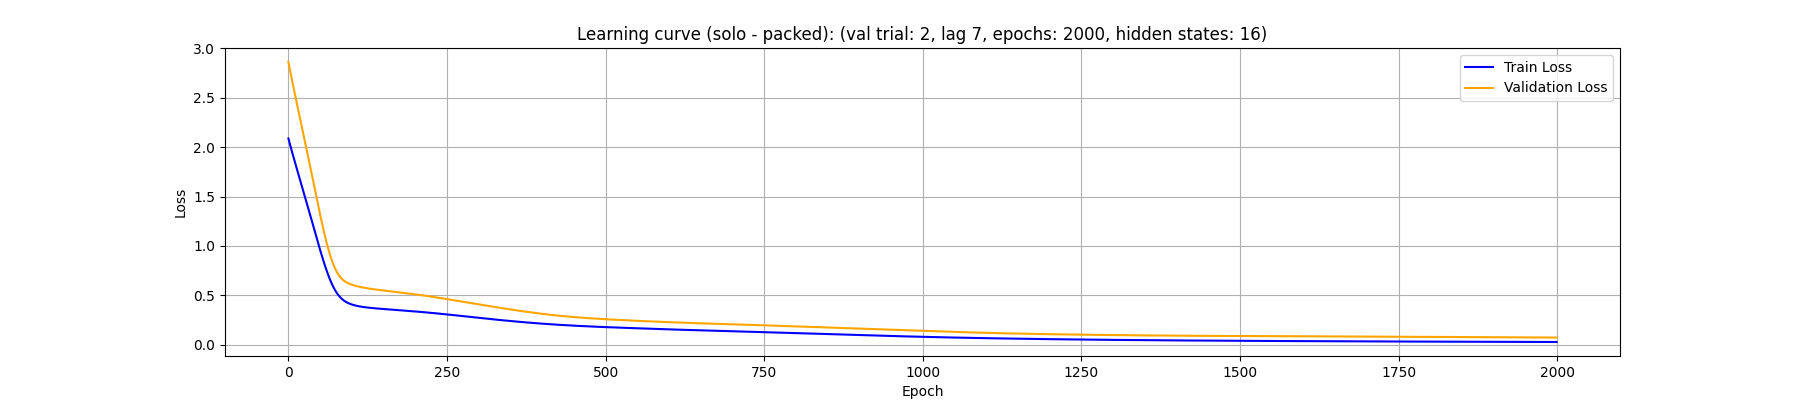 Learning curve (solo - packed): (val trial: 2, lag 7, epochs: 2000, hidden states: 16)
3.0
2.5
2.0
1.5
1.0
0.5
0.0
Loss
Train Loss
Validation Loss
0 250 500 750 1000 1250 1500 1750 2000
Epoch